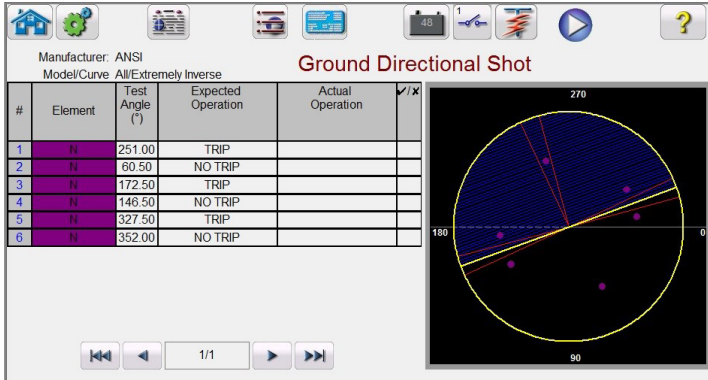 48
1
?
Manufacturer: ANSI
Model/Curve All/Extremely Inverse
Ground Directional Shot
# Element Test Angle (°) Expected Operation Actual Operation ✔/✘
1 N 251.00 TRIP
2 N 60.50 NO TRIP
3 N 172.50 TRIP
4 N 146.50 NO TRIP
5 N 327.50 TRIP
6 N 352.00 NO TRIP
270
180
0
90
1/1